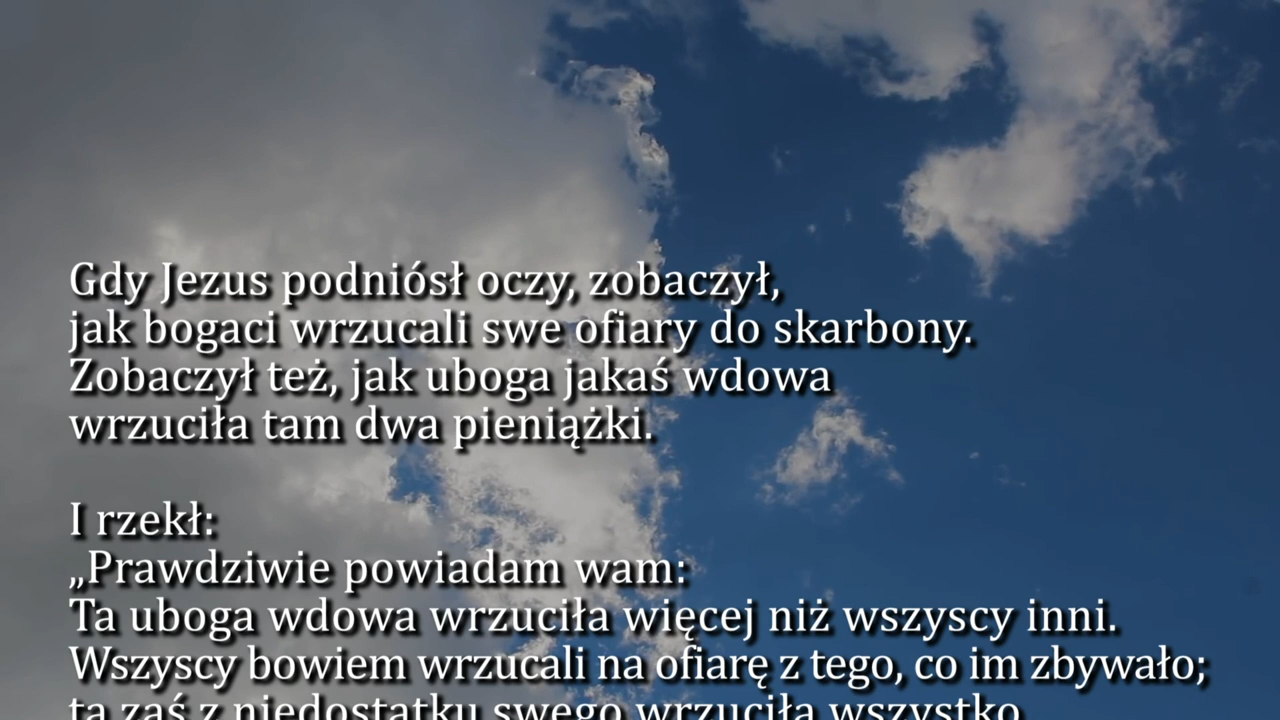 Gdy Jezus podniósł oczy, zobaczył,
jak bogaci wrzucali swe ofiary do skarbony.
Zobaczył też, jak uboga jakaś wdowa
wrzuciła tam dwa pieniążki.
I rzekł:
„Prawdziwie powiadam wam:
Ta uboga wdowa wrzuciła więcej niż wszyscy inni.
Wszyscy bowiem wrzucali na ofiarę z tego, co im zbywało;
ta zaś z niedostatku swego wrzuciła wszystko